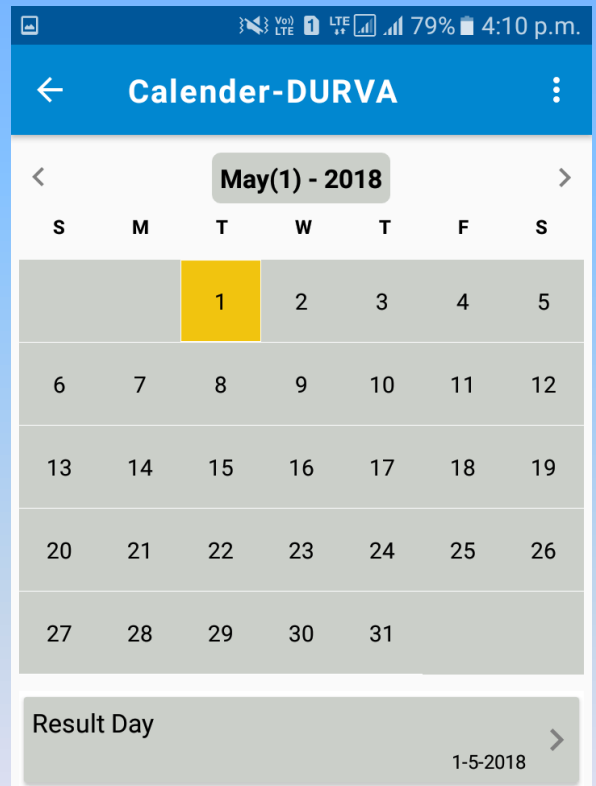 Vo)) LTE 1 LTE 79% 4:10 p.m.
Calender-DURVA
May(1) - 2018
S M T W T F S
1 2 3 4 5
6 7 8 9 10 11 12
13 14 15 16 17 18 19
20 21 22 23 24 25 26
27 28 29 30 31
Result Day
1-5-2018